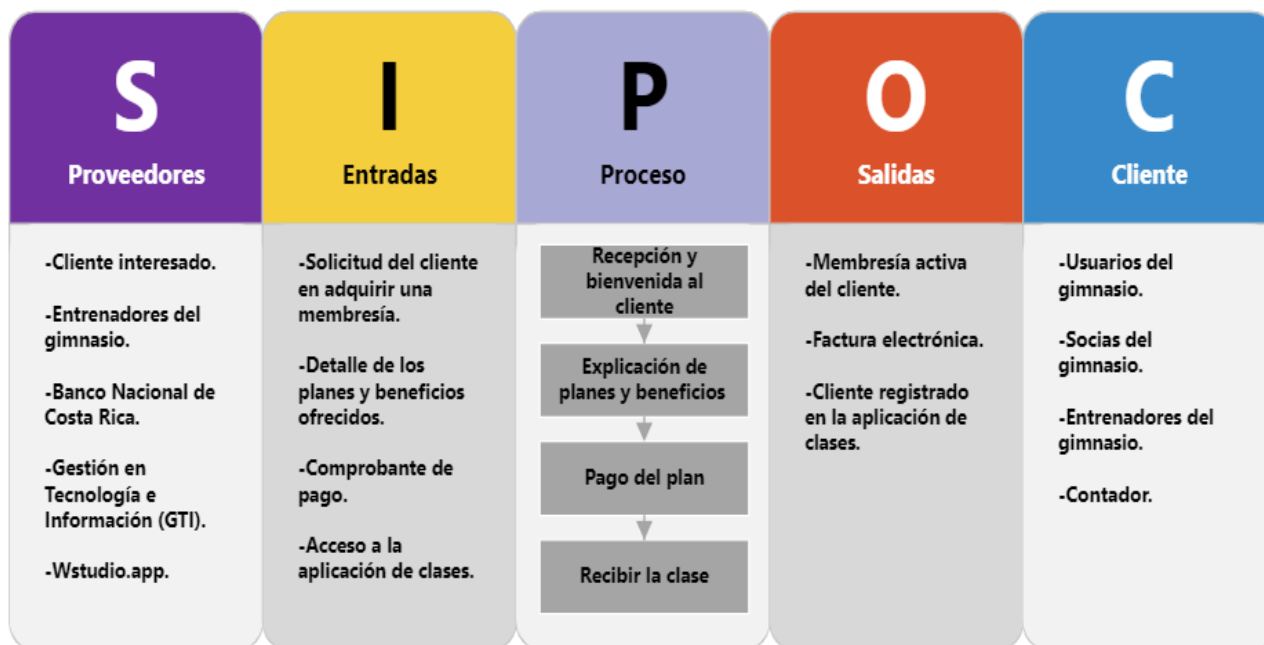 S
Proveedores
-Cliente interesado.
-Entrenadores del
gimnasio.
-Banco Nacional de
Costa Rica.
-Gestión en
Tecnología e
Información (GTI).
-Wstudio.app.
I
Entradas
-Solicitud del cliente
en adquirir una
membresía.
-Detalle de los
planes y beneficios
ofrecidos.
-Comprobante de
pago.
-Acceso a la
aplicación de clases.
P
Proceso
Recepción y
bienvenida al
cliente
Explicación de
planes y beneficios
Pago del plan
Recibir la clase
O
Salidas
-Membresía activa
del cliente.
-Factura electrónica.
-Cliente registrado
en la aplicación de
clases.
C
Cliente
-Usuarios del
gimnasio.
-Socias del
gimnasio.
-Entrenadores del
gimnasio.
-Contador.